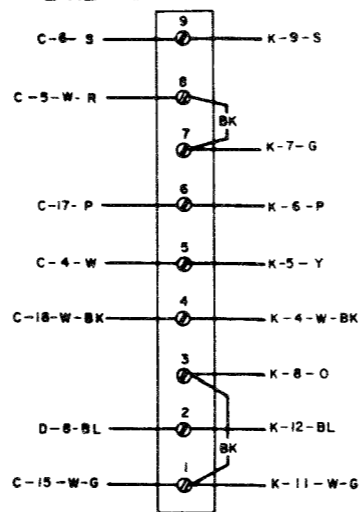 9
C-6- S K-9-S
8
C-5-W-R
BK
7
K-7-G
6
C-17-P K-6-P
5
C-4-W K-5-Y
4
C-18-W-BK K-4-W-BK
3
K-8-O
2
D-8-BL K-12-BL
BK
1
C-15-W-G K-11-W-G